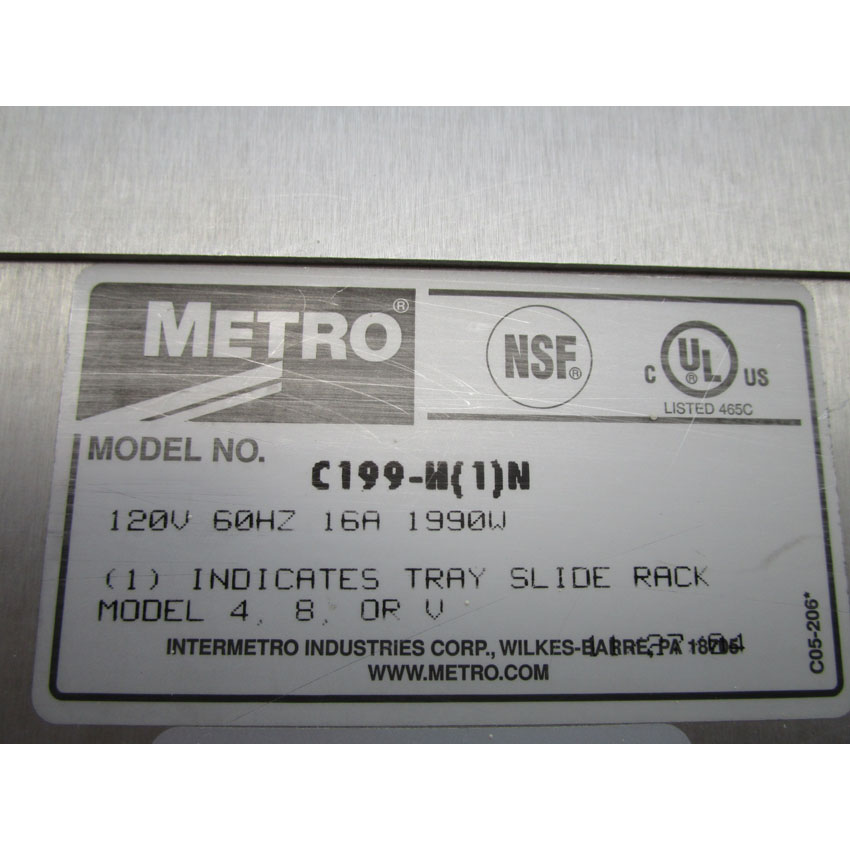 METRO®
NSF®
C UL® US
LISTED 465C
MODEL NO.
C199-H(1)N
120V 60HZ 16A 1990W
(1) INDICATES TRAY SLIDE RACK
MODEL 4, 8, OR V
INTERMETRO INDUSTRIES CORP., WILKES-BARRE, PA 18705
WWW.METRO.COM
C05-206*